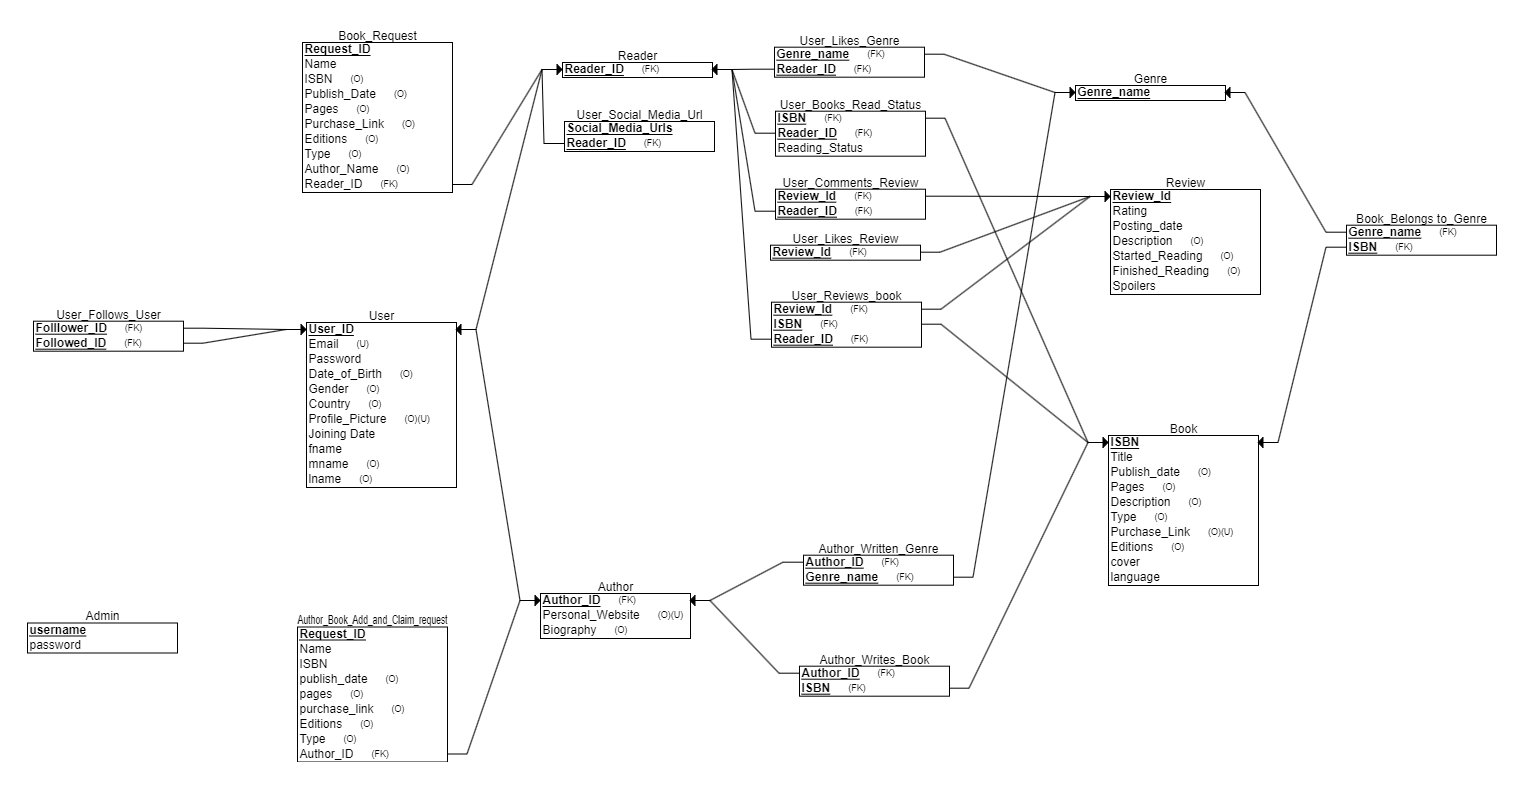 Book_Request
Request_ID
Name
ISBN (O)
Publish_Date (O)
Pages (O)
Purchase_Link (O)
Editions (O)
Type (O)
Author_Name (O)
Reader_ID (FK)
Reader
Reader_ID (FK)
User_Social_Media_Url
Social_Media_Urls
Reader_ID (FK)
User_Likes_Genre
Genre_name (FK)
Reader_ID (FK)
User_Books_Read_Status
ISBN (FK)
Reader_ID (FK)
Reading_Status
User_Comments_Review
Review_Id (FK)
Reader_ID (FK)
User_Likes_Review
Review_Id (FK)
User_Reviews_book
Review_Id (FK)
ISBN (FK)
Reader_ID (FK)
Genre
Genre_name
Review
Review_Id
Rating
Posting_date
Description (O)
Started_Reading (O)
Finished_Reading (O)
Spoilers
Book_Belongs to_Genre
Genre_name (FK)
ISBN (FK)
User_Follows_User
Folllower_ID (FK)
Followed_ID (FK)
User
User_ID
Email (U)
Password
Date_of_Birth (O)
Gender (O)
Country (O)
Profile_Picture (O)(U)
Joining Date
fname
mname (O)
lname (O)
Book
ISBN
Title
Publish_date (O)
Pages (O)
Description (O)
Type (O)
Purchase_Link (O)(U)
Editions (O)
cover
language
Author_Written_Genre
Author_ID (FK)
Genre_name (FK)
Author
Author_ID (FK)
Personal_Website (O)(U)
Biography (O)
Author_Writes_Book
Author_ID (FK)
ISBN (FK)
Admin
username
password
Author_Book_Add_and_Claim_request
Request_ID
Name
ISBN
publish_date (O)
pages (O)
purchase_link (O)
Editions (O)
Type (O)
Author_ID (FK)